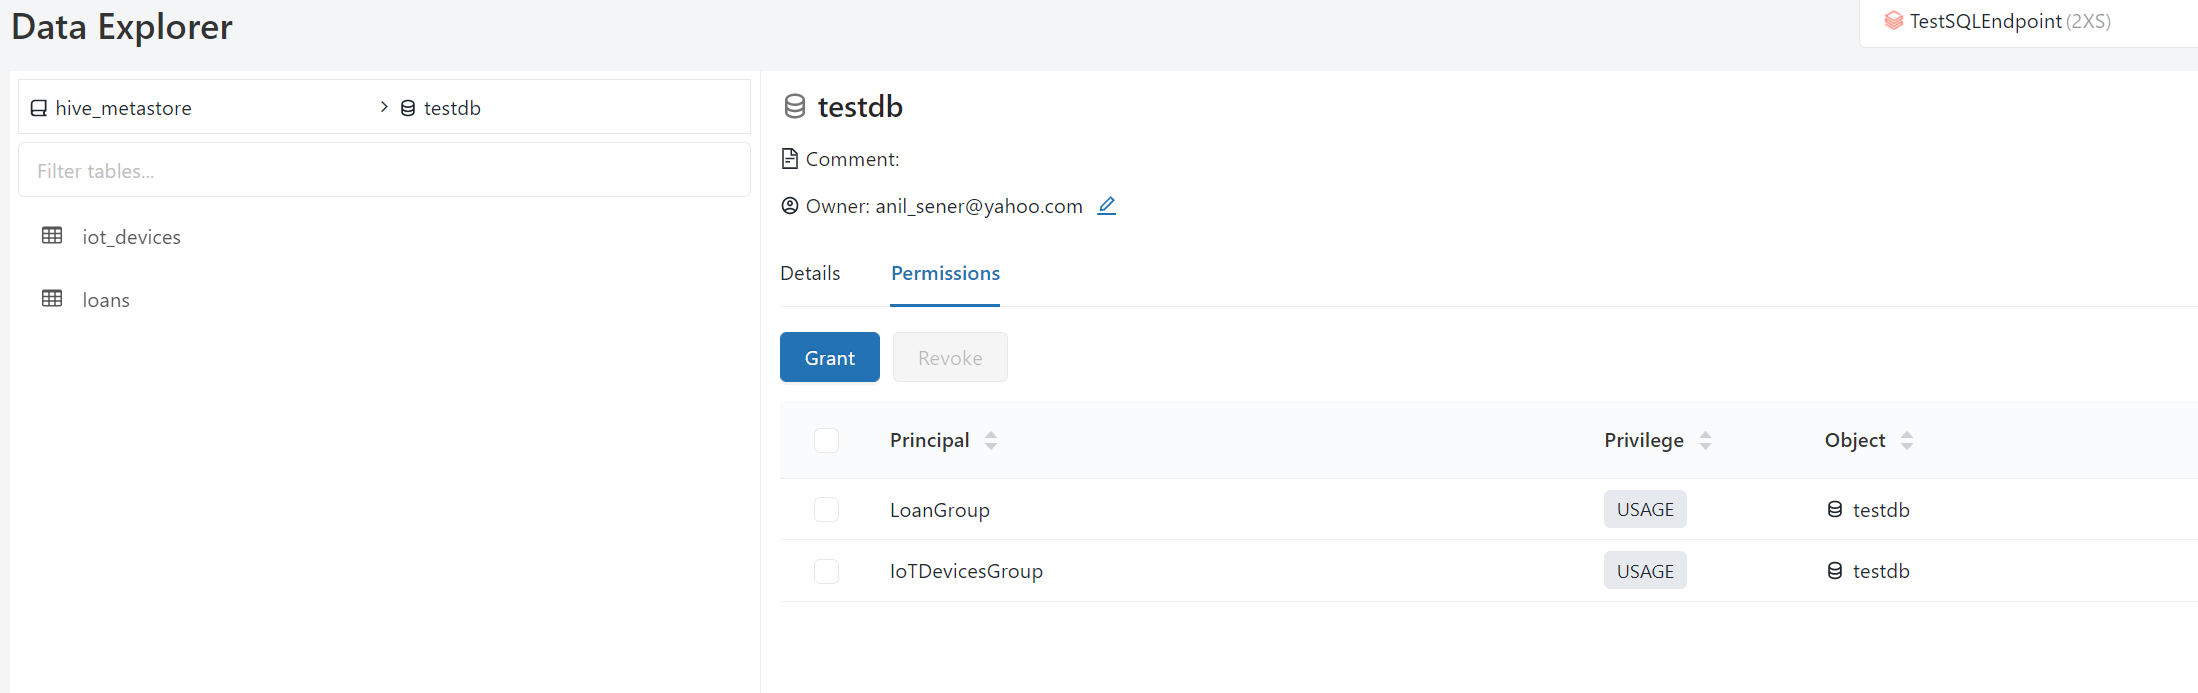 Data Explorer
TestSQLEndpoint (2XS)
hive_metastore > testdb
Filter tables...
iot_devices
loans
testdb
Comment:
Owner: anil_sener@yahoo.com
Details Permissions
Grant Revoke
Principal Privilege Object
LoanGroup USAGE testdb
IoTDevicesGroup USAGE testdb